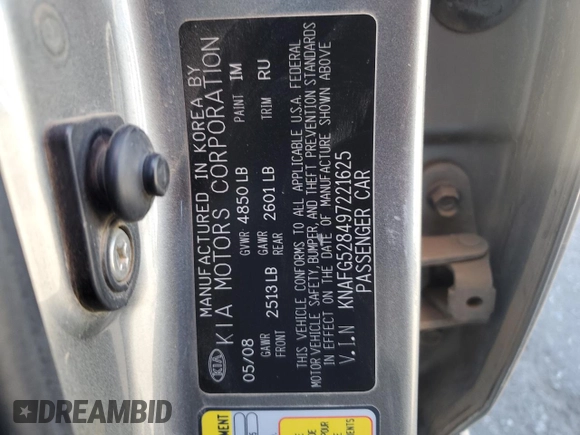 MANUFACTURED IN KOREA BY
KIA MOTORS CORPORATION
KIA
05/08 GVWR 4850 LB PAINT IM
GAWR FRONT 2513 LB GAWR REAR 2601 LB TRIM RU
THIS VEHICLE CONFORMS TO ALL APPLICABLE U.S.A. FEDERAL
MOTOR VEHICLE SAFETY, BUMPER, AND THEFT PREVENTION STANDARDS
IN EFFECT ON THE DATE OF MANUFACTURE SHOWN ABOVE
V.I.N KNAFG528497221625
PASSENGER CAR
POUR
DREAMBID